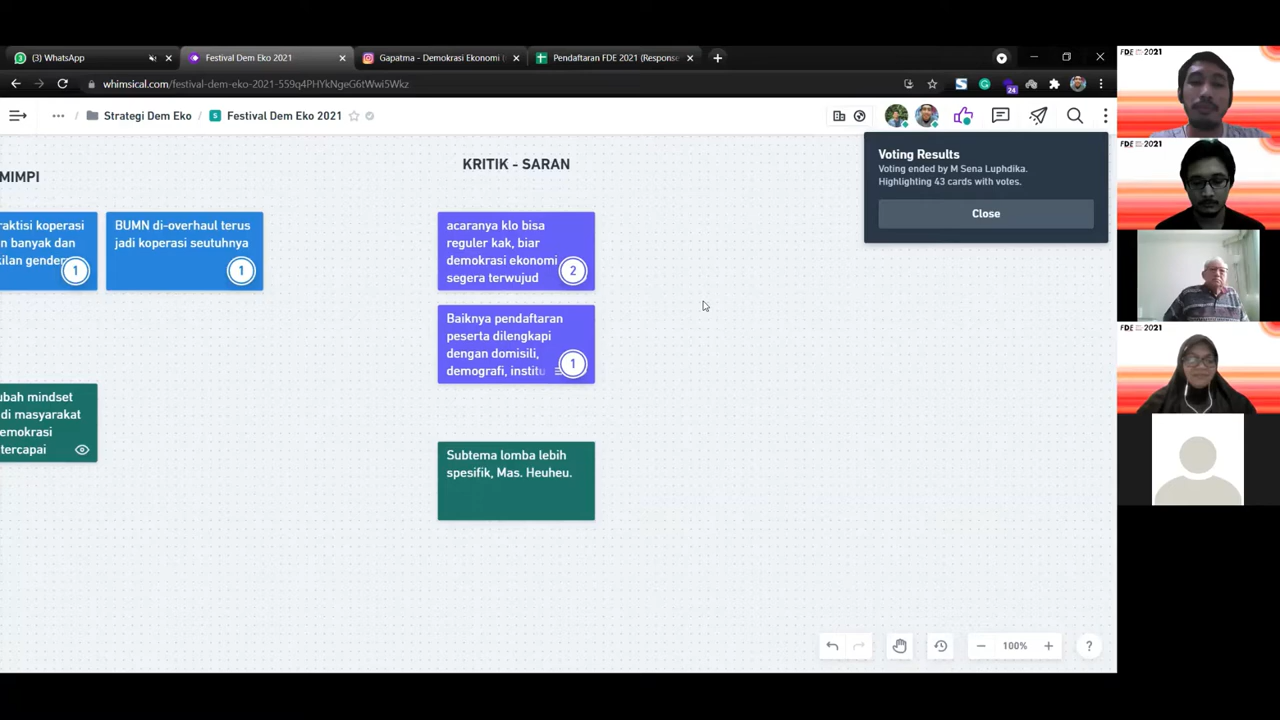 (3) WhatsApp
Festival Dem Eko 2021
Gapatma - Demokrasi Ekonomi (
Pendaftaran FDE 2021 (Response
whimsical.com/festival-dem-eko-2021-559q4PHYkNgeG6tWwi5Wkz
24
Strategi Dem Eko
/
Festival Dem Eko 2021
MIMPI
raktisi koperasi
n banyak dan
kilan gender
1
BUMN di-overhaul terus
jadi koperasi seutuhnya
1
ubah mindset
di masyarakat
emokrasi
tercapai
KRITIK - SARAN
acaranya klo bisa
reguler kak, biar
demokrasi ekonomi
segera terwujud
2
Baiknya pendaftaran
peserta dilengkapi
dengan domisili,
demografi, institu
1
Subtema lomba lebih
spesifik, Mas. Heuheu.
Voting Results
Voting ended by M Sena Luphdika.
Highlighting 43 cards with votes.
Close
100%
?
FDE 2021
FDE 2021
FDE 2021